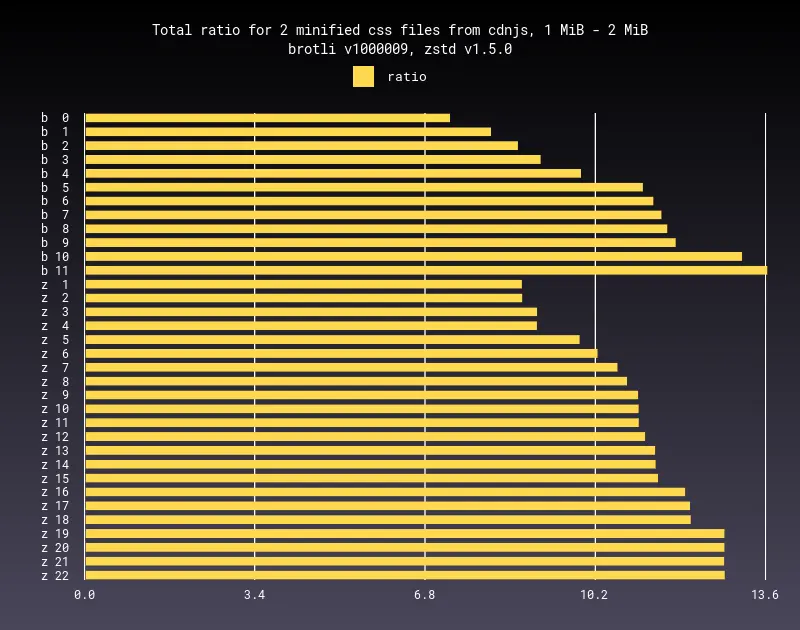 Total ratio for 2 minified css files from cdnjs, 1 MiB - 2 MiB
brotli v1000009, zstd v1.5.0
ratio
b 0
b 1
b 2
b 3
b 4
b 5
b 6
b 7
b 8
b 9
b 10
b 11
z 1
z 2
z 3
z 4
z 5
z 6
z 7
z 8
z 9
z 10
z 11
z 12
z 13
z 14
z 15
z 16
z 17
z 18
z 19
z 20
z 21
z 22
0.0 3.4 6.8 10.2 13.6